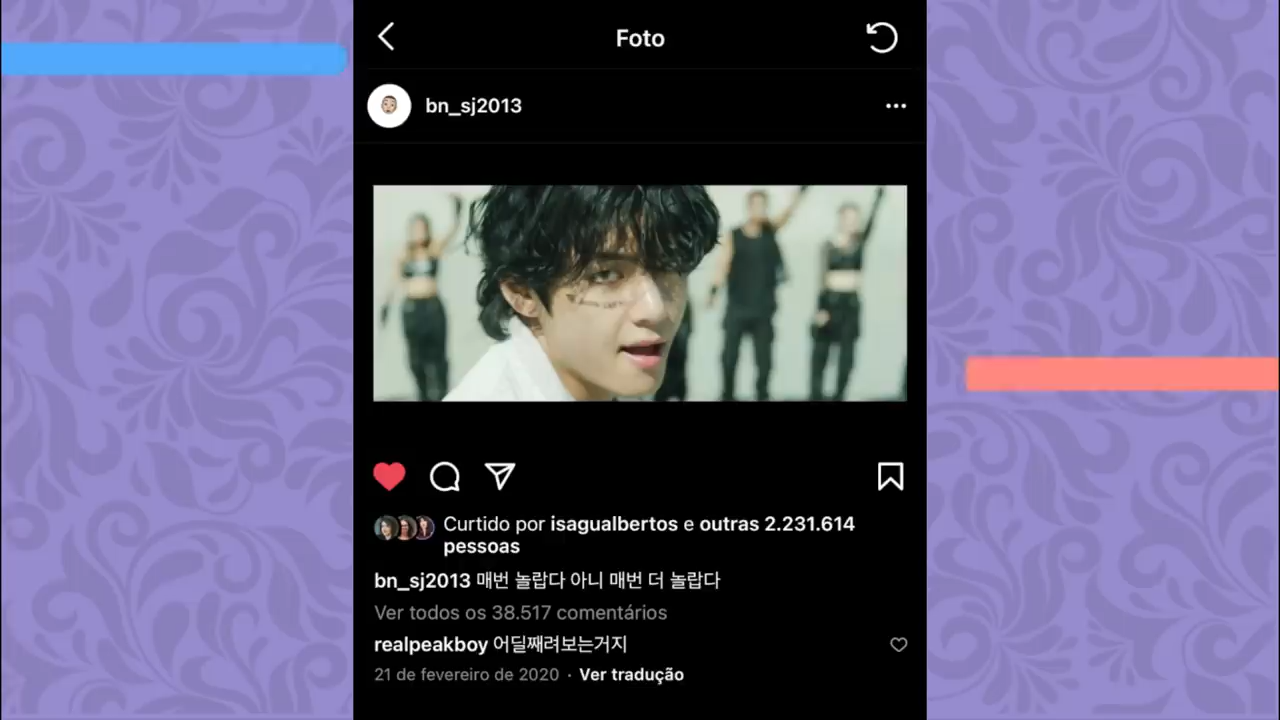 Foto
bn_sj2013
Curtido por isagualbertos e outras 2.231.614
pessoas
bn_sj2013 매번 놀랍다 아니 매번 더 놀랍다
Ver todos os 38.517 comentários
realpeakboy 어딜째려보는거지
21 de fevereiro de 2020 · Ver tradução